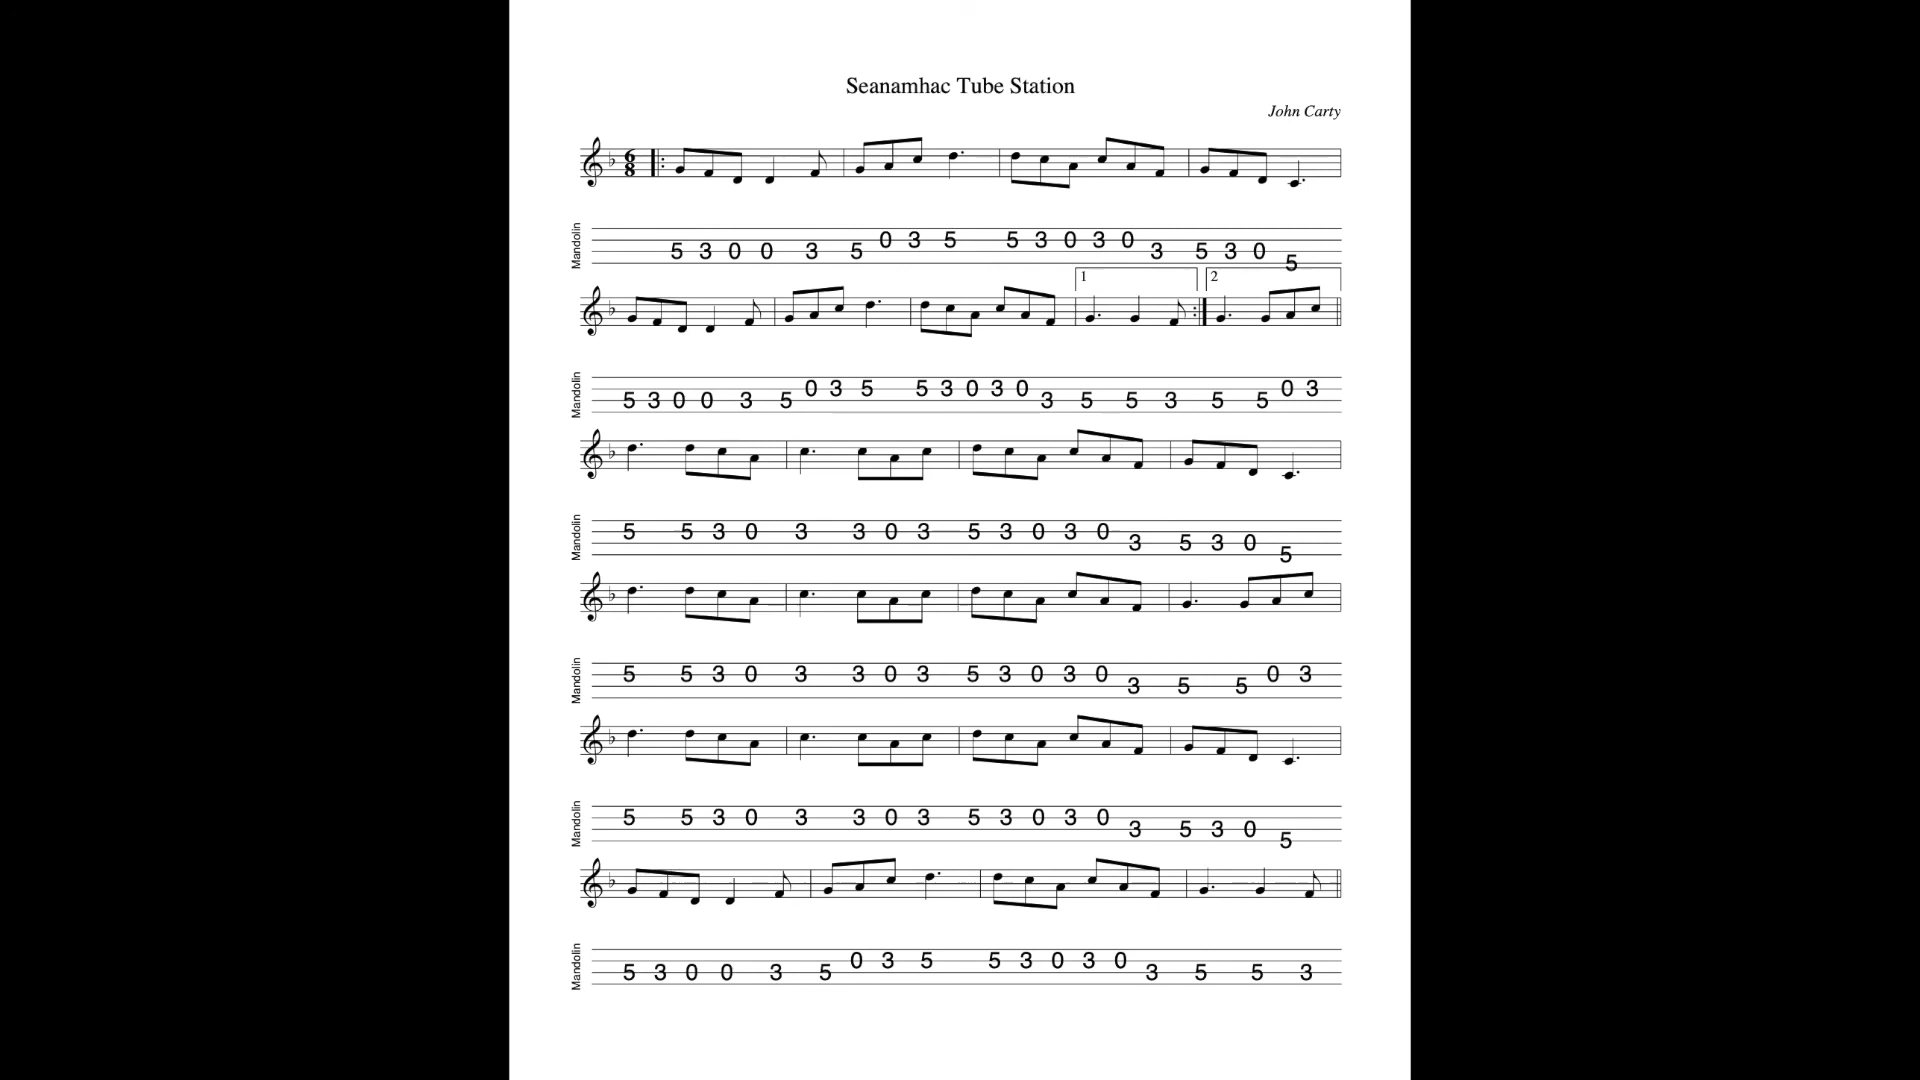 Seanamhac Tube Station
John Carty
6
8
Mandolin
5 3 0 0 3 5 0 3 5 5 3 0 3 0 3 5 3 0 5
1 2
Mandolin
5 3 0 0 3 5 0 3 5 5 3 0 3 0 3 5 5 3 5 5 0 3
Mandolin
5 5 3 0 3 3 0 3 5 3 0 3 0 3 5 3 0 5
Mandolin
5 5 3 0 3 3 0 3 5 3 0 3 0 3 5 5 0 3
Mandolin
5 5 3 0 3 3 0 3 5 3 0 3 0 3 5 3 0 5
Mandolin
5 3 0 0 3 5 0 3 5 5 3 0 3 0 3 5 5 3